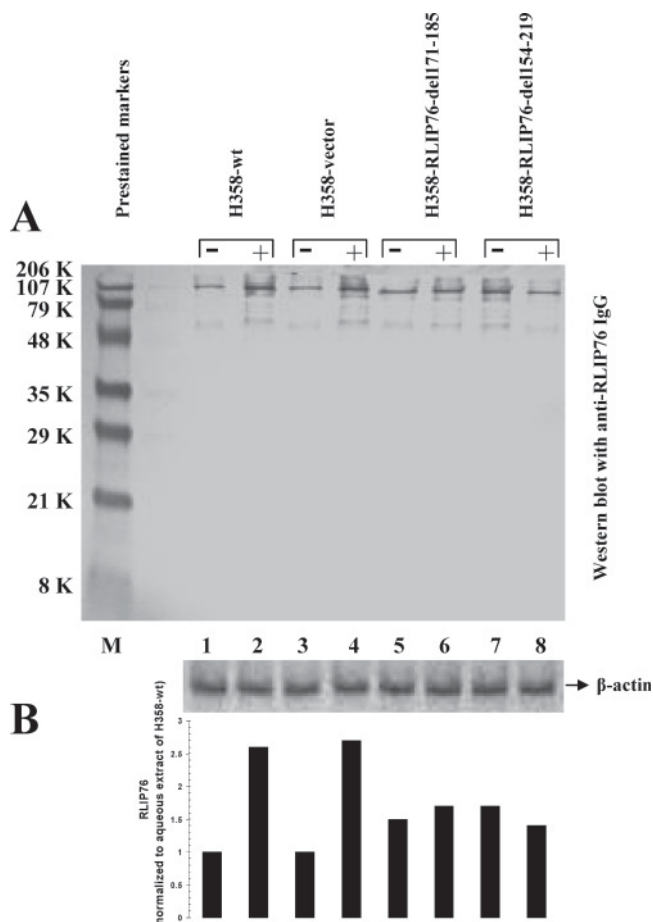 Prestained markers
H358-wt
H358-vector
H358-RLIP76-del171-185
H358-RLIP76-del154-219
A
- + - + - + - +
206 K
107 K
79 K
48 K
35 K
29 K
21 K
8 K
Western blot with anti-RLIP76 IgG
M 1 2 3 4 5 6 7 8
→ β-actin
B
RLIP76
normalized to aqueous extract of H358-wt)
3
2.5
2
1.5
1
0.5
0